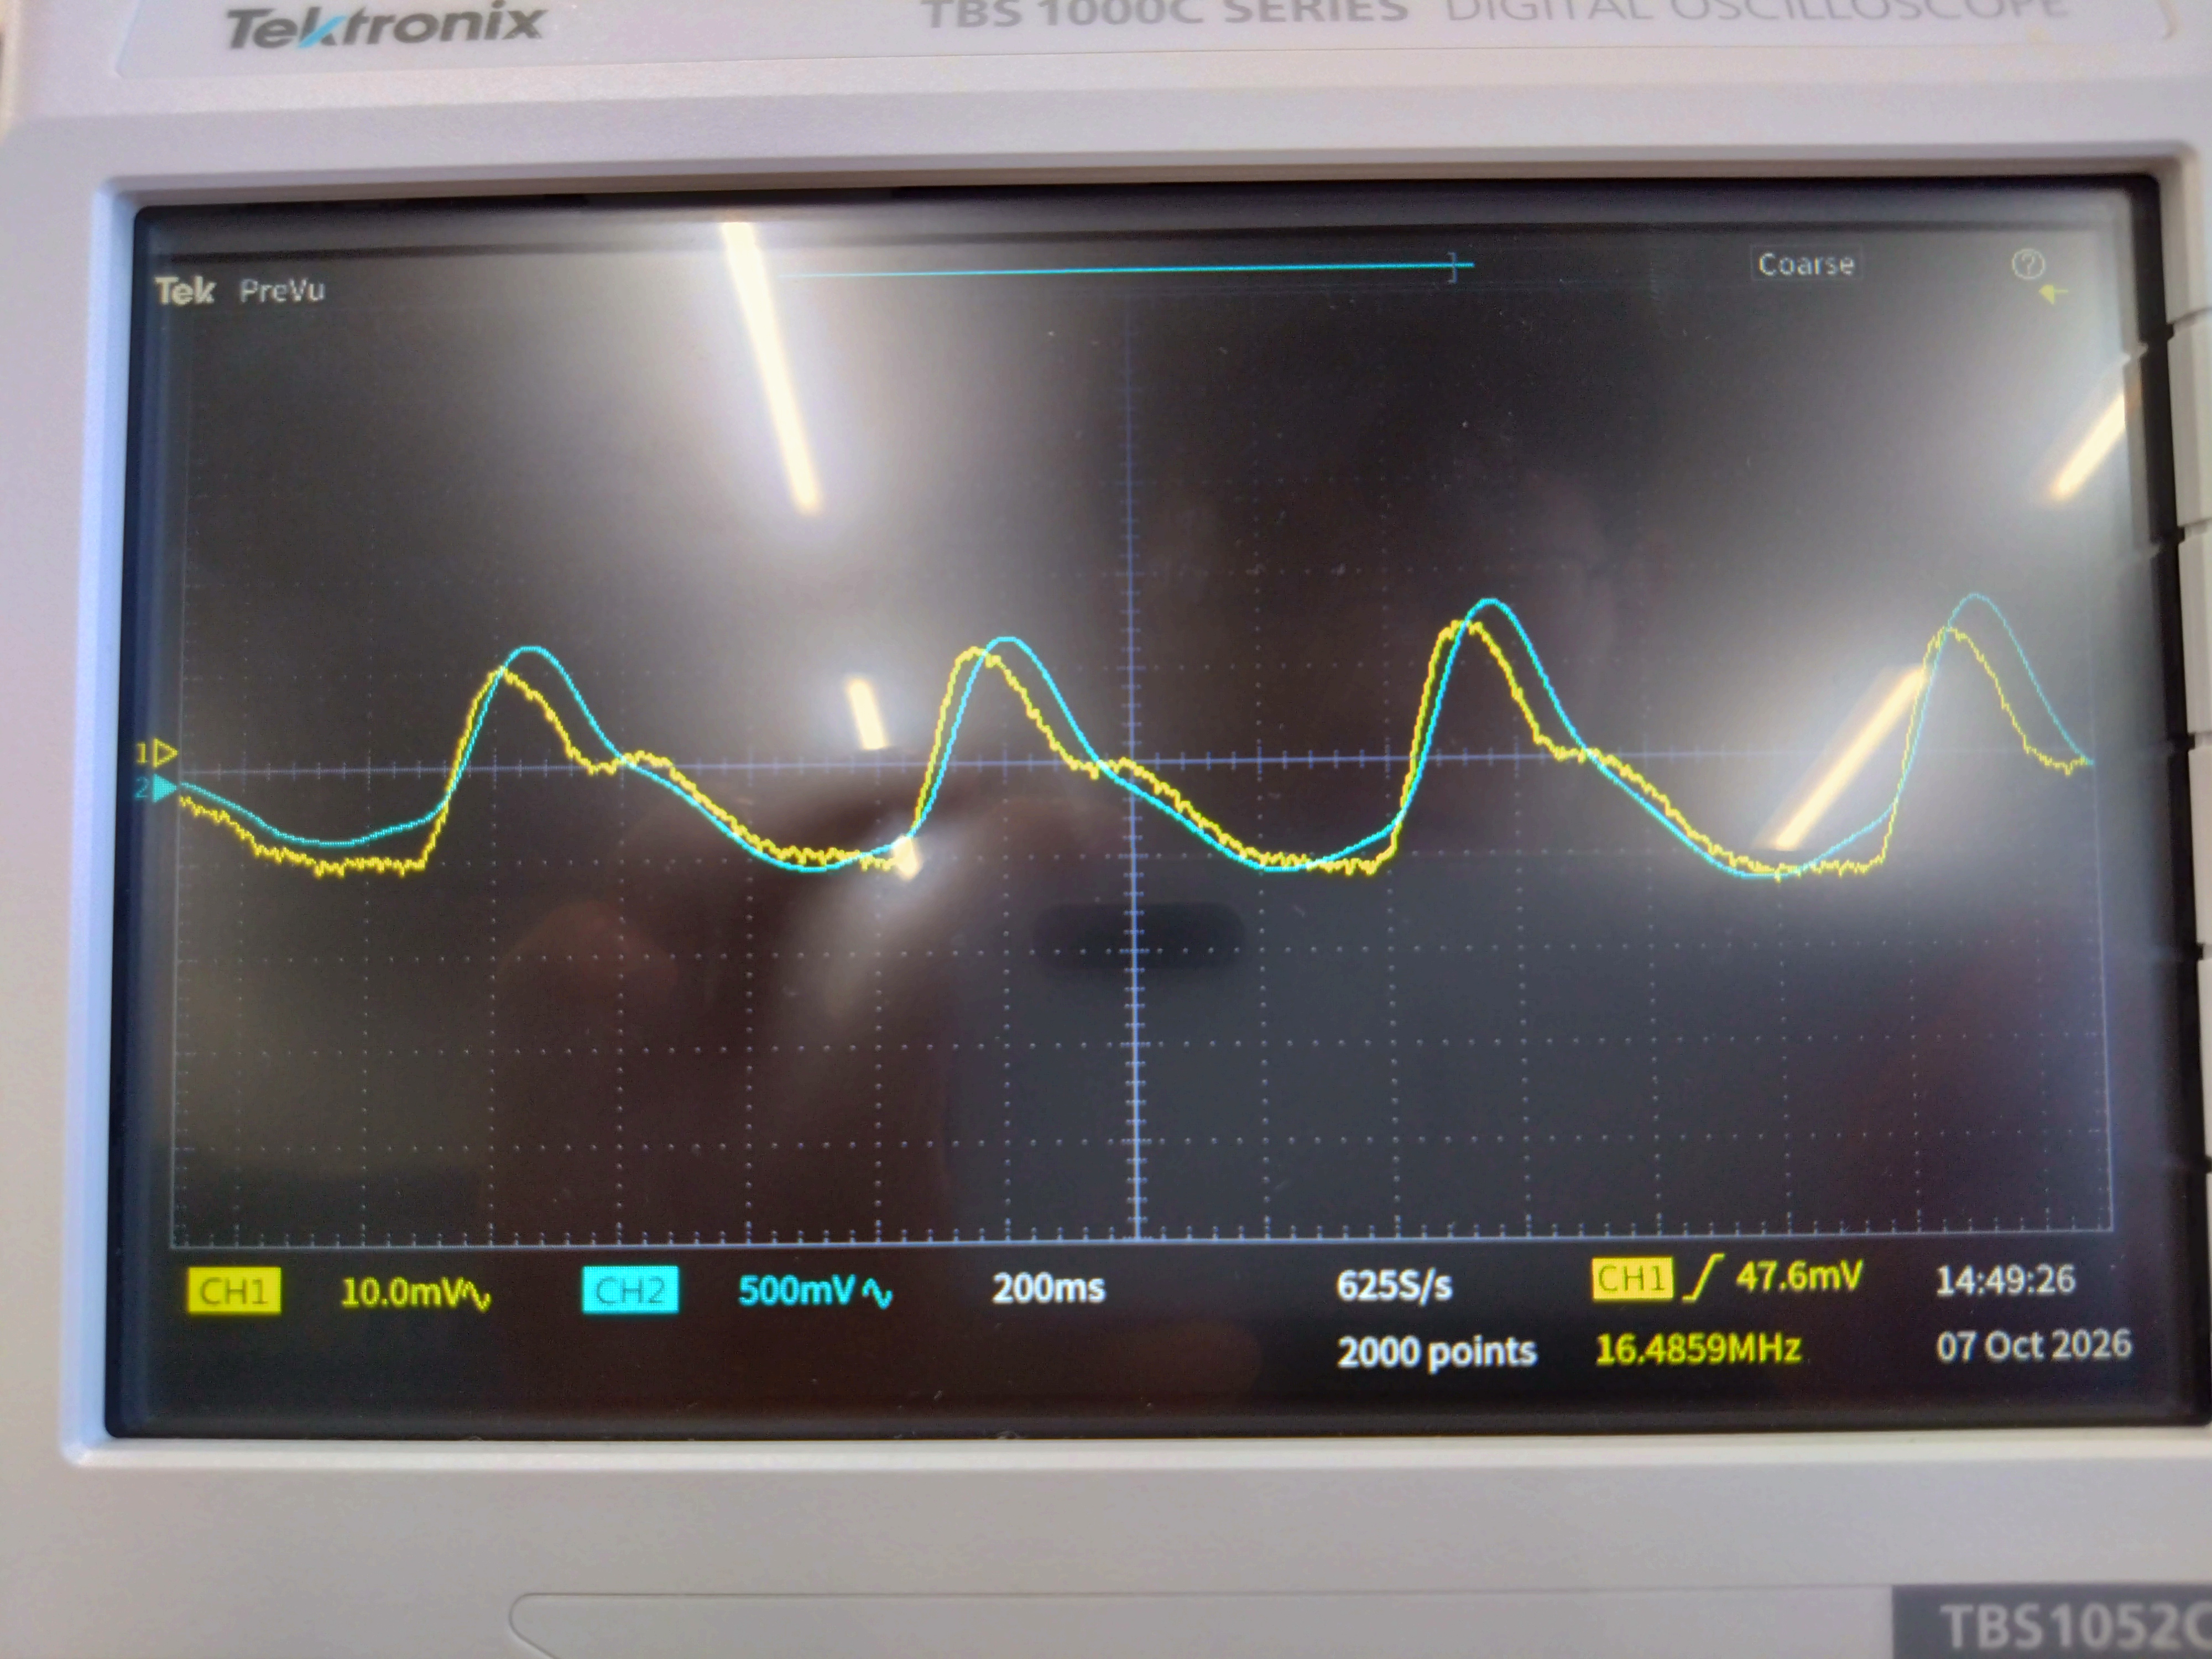 Tektronix TBS 1000C SERIES DIGITAL OSCILLOSCOPE
Tek PreVu Coarse ?
1
2
CH1 10.0mV CH2 500mV 200ms 625S/s CH1 47.6mV 14:49:26
2000 points 16.4859MHz 07 Oct 2026
TBS1052C